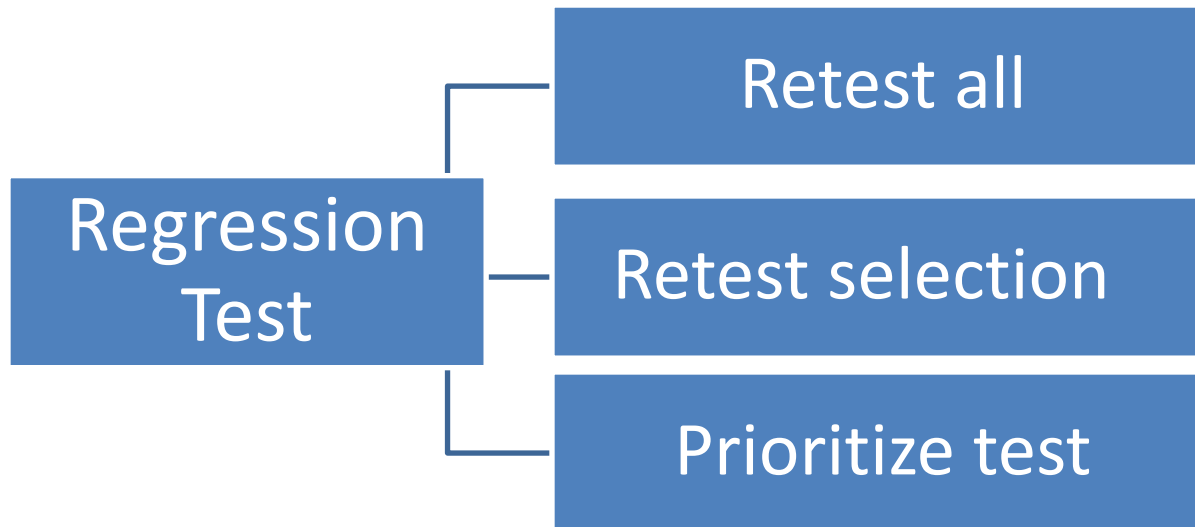 Retest all
Regression
Test
Retest selection
Prioritize test